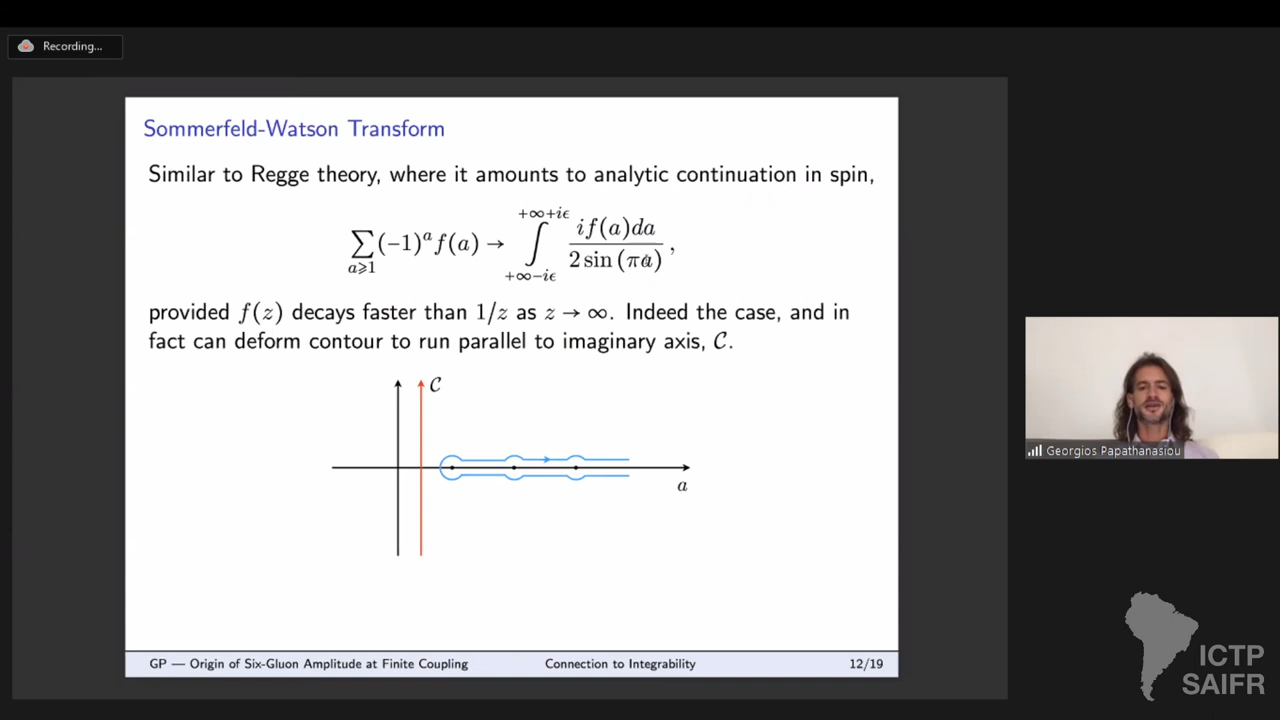 Recording...
Sommerfeld-Watson Transform
Similar to Regge theory, where it amounts to analytic continuation in spin,
∑_{a⩾1} (−1)^a f(a) → ∫_{+∞−iϵ}^{+∞+iϵ} if(a)da / 2 sin (πa) ,
provided f(z) decays faster than 1/z as z → ∞. Indeed the case, and in
fact can deform contour to run parallel to imaginary axis, C.
C
a
Georgios Papathanasiou
GP — Origin of Six-Gluon Amplitude at Finite Coupling
Connection to Integrability
12/19
ICTP
SAIFR